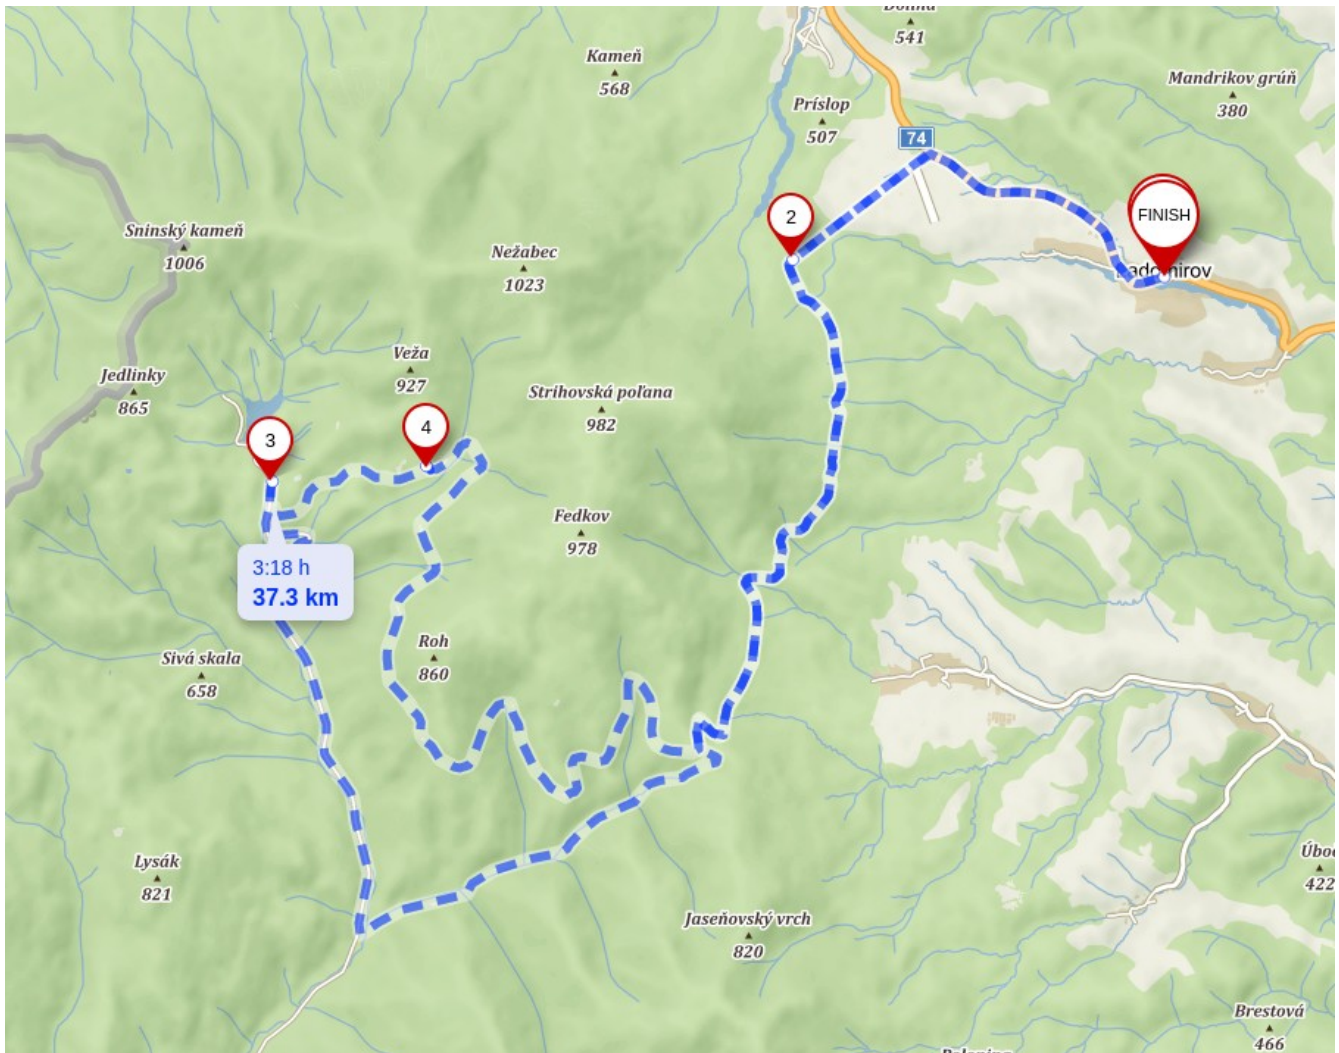 541
Kameň
568
Mandrikov grúň
380
Príslop
507
74
2
FINISH
Sninský kameň
1006
Nežabec
1023
Veža
927
Jedlinky
865
Strihovská poľana
982
3
4
Fedkov
978
3:18 h
37.3 km
Roh
860
Sivá skala
658
Lysák
821
Jaseňovský vrch
820
422
Brestová
466